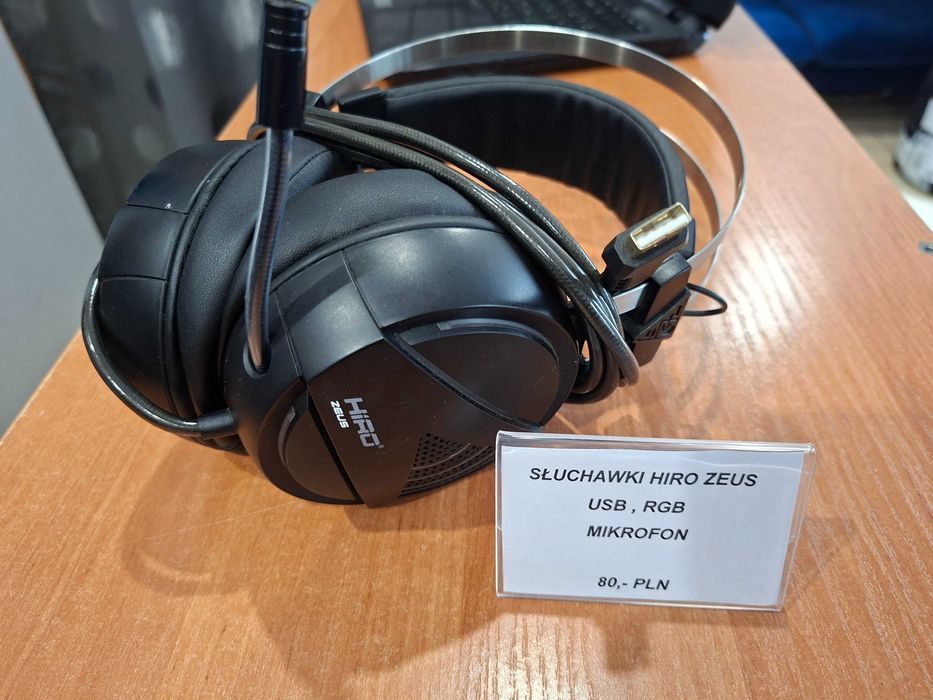 HIRO
ZEUS
SŁUCHAWKI HIRO ZEUS
USB , RGB
MIKROFON
80,- PLN